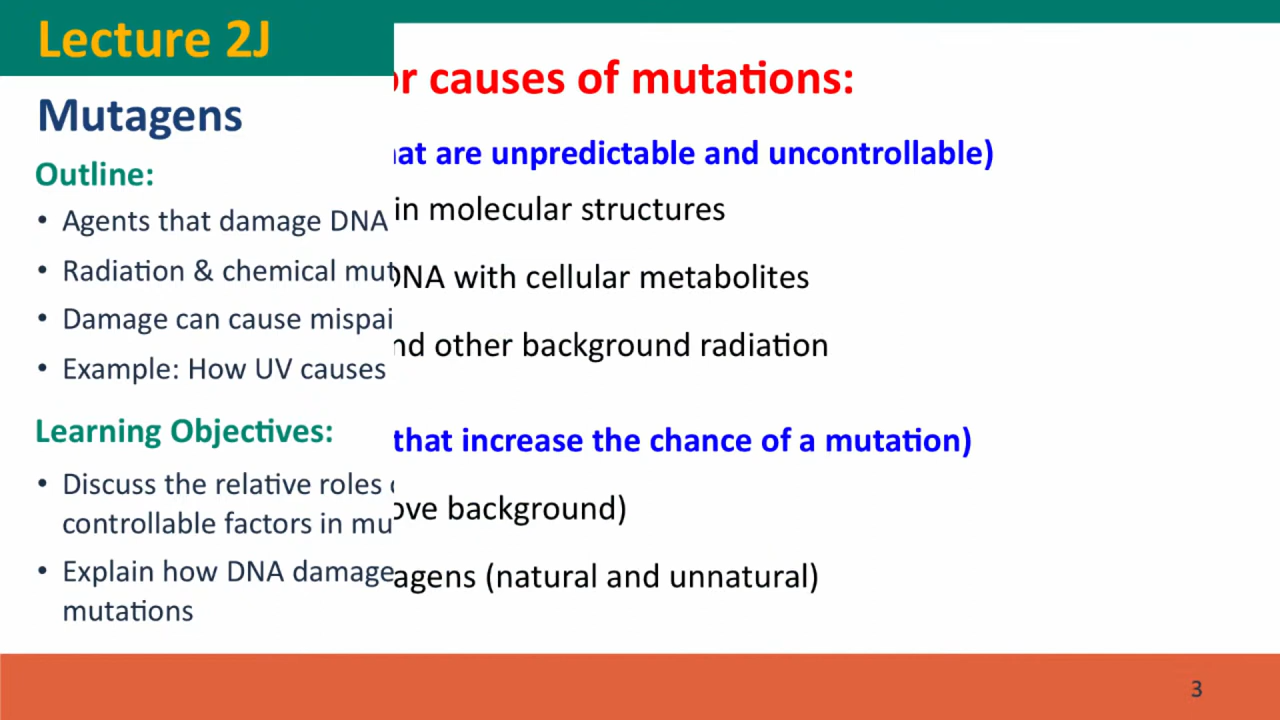 Lecture 2J
Mutagens
Outline:
• Agents that damage DNA
• Radiation & chemical mut
• Damage can cause mispai
• Example: How UV causes
Learning Objectives:
• Discuss the relative roles
controllable factors in mu
• Explain how DNA damage
mutations
r causes of mutations:
at are unpredictable and uncontrollable)
in molecular structures
DNA with cellular metabolites
nd other background radiation
that increase the chance of a mutation)
ove background)
agens (natural and unnatural)
3